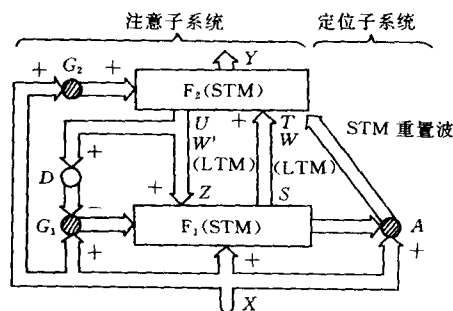 注意子系统 定位子系统
Y
+ G₂ +
F₂(STM)
+ U + T
W' W
(LTM) (LTM)
STM 重置波
+
D
+ Z S
−
G₁ F₁(STM) A
+ + +
X